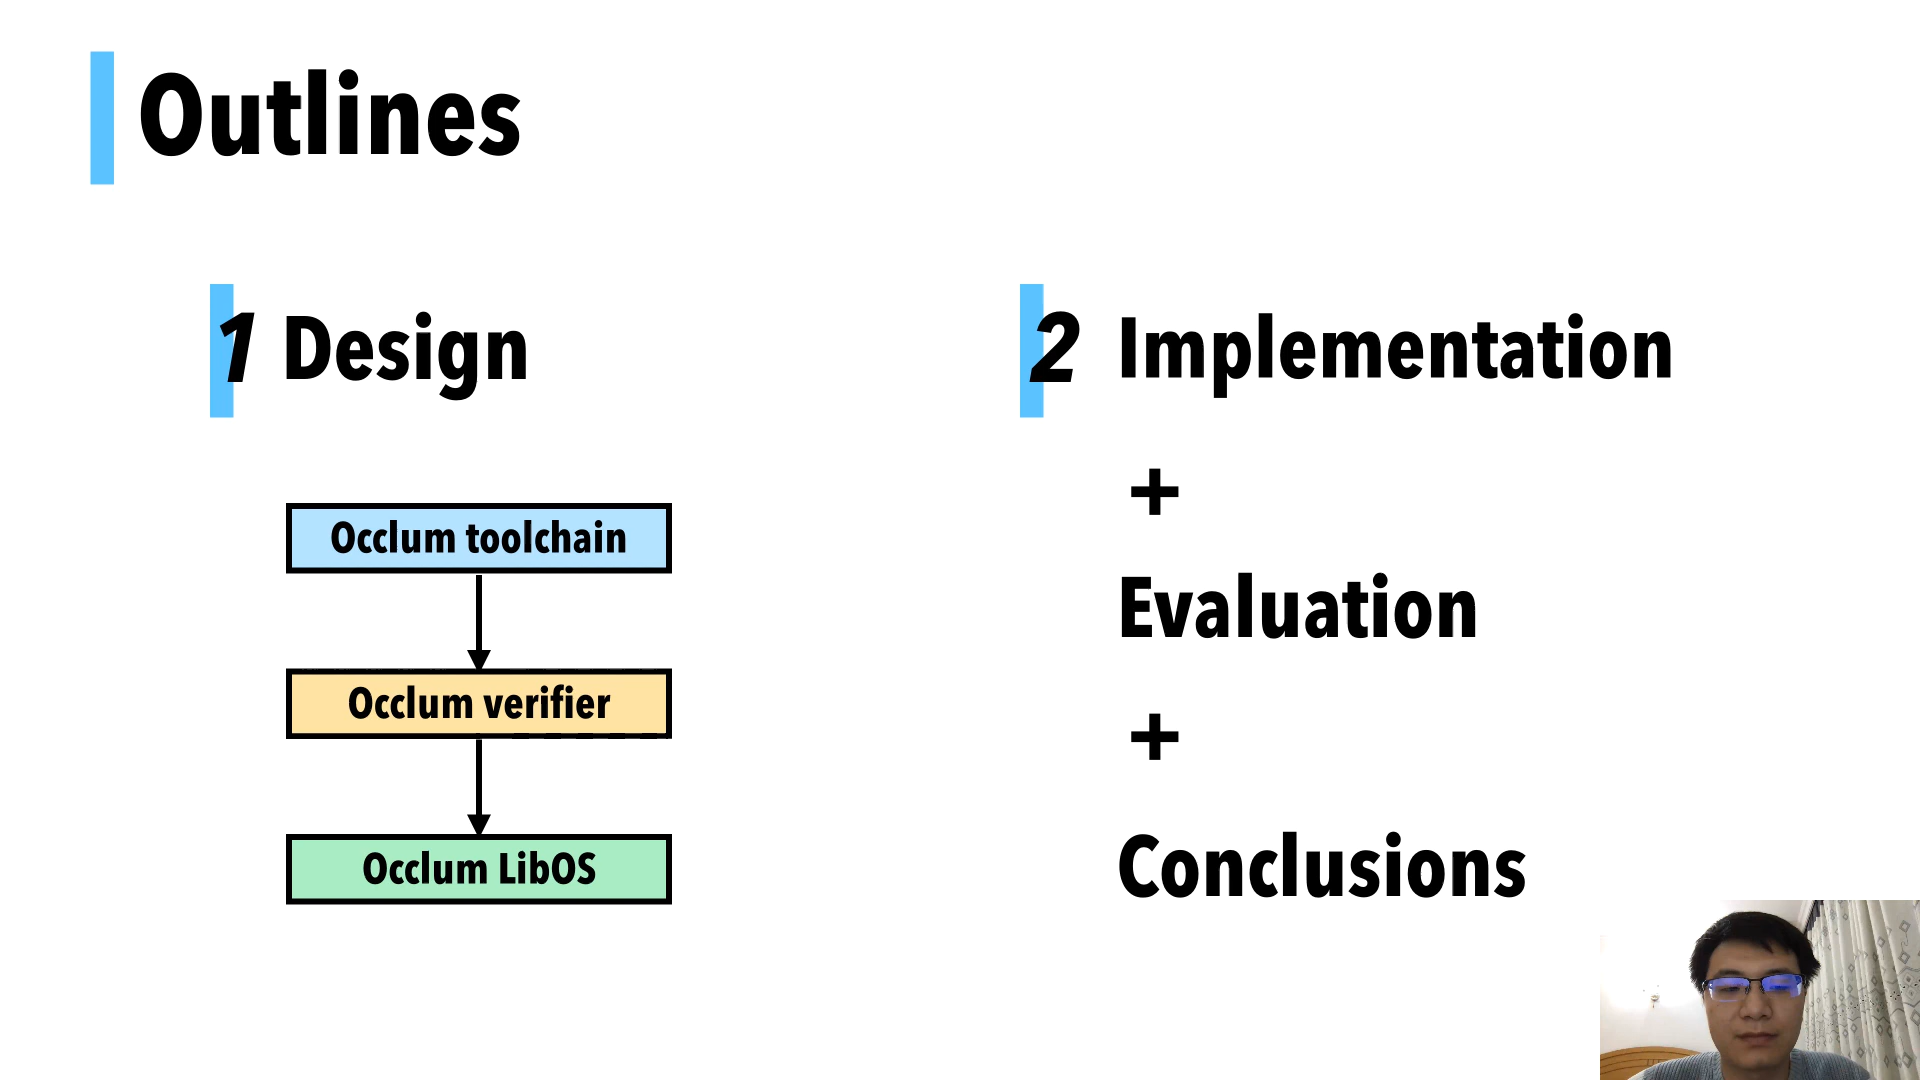 Outlines
1 Design
Occlum toolchain
Occlum verifier
Occlum LibOS
2 Implementation
+
Evaluation
+
Conclusions